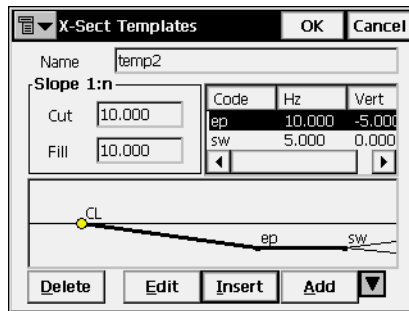 X-Sect Templates OK Cancel
Name temp2
Slope 1:n
Cut 10.000
Fill 10.000
Code Hz Vert
ep 10.000 -5.000
sw 5.000 0.000
CL
ep sw
Delete Edit Insert Add